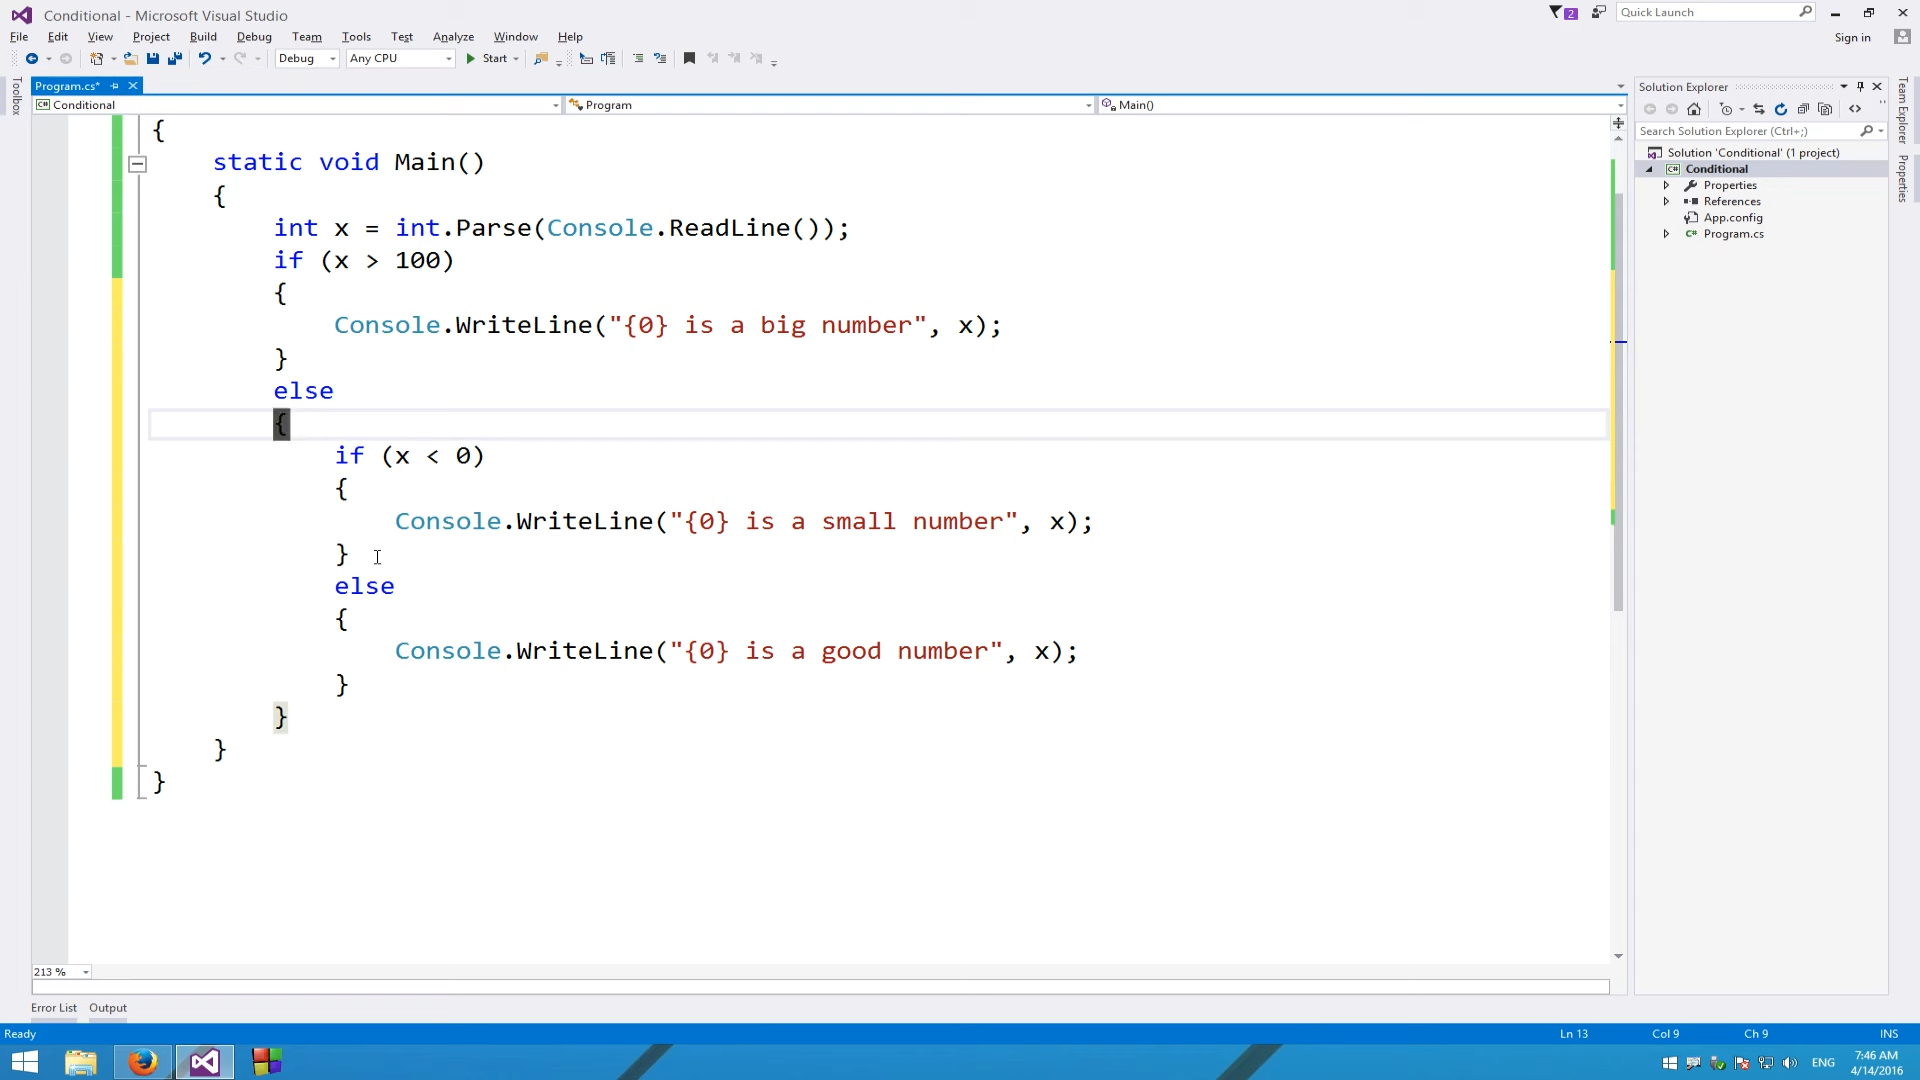 Conditional - Microsoft Visual Studio
2
Quick Launch
File Edit View Project Build Debug Team Tools Test Analyze Window Help
Sign in
Debug Any CPU Start
Toolbox
Program.cs*
Conditional Program Main()
{
static void Main()
{
int x = int.Parse(Console.ReadLine());
if (x > 100)
{
Console.WriteLine("{0} is a big number", x);
}
else
{
if (x < 0)
{
Console.WriteLine("{0} is a small number", x);
}
else
{
Console.WriteLine("{0} is a good number", x);
}
}
}
}
213 %
Solution Explorer
Search Solution Explorer (Ctrl+;)
Solution 'Conditional' (1 project)
C# Conditional
Properties
References
App.config
C# Program.cs
Team Explorer
Properties
Error List Output
Ready Ln 13 Col 9 Ch 9 INS
ENG
7:46 AM
4/14/2016